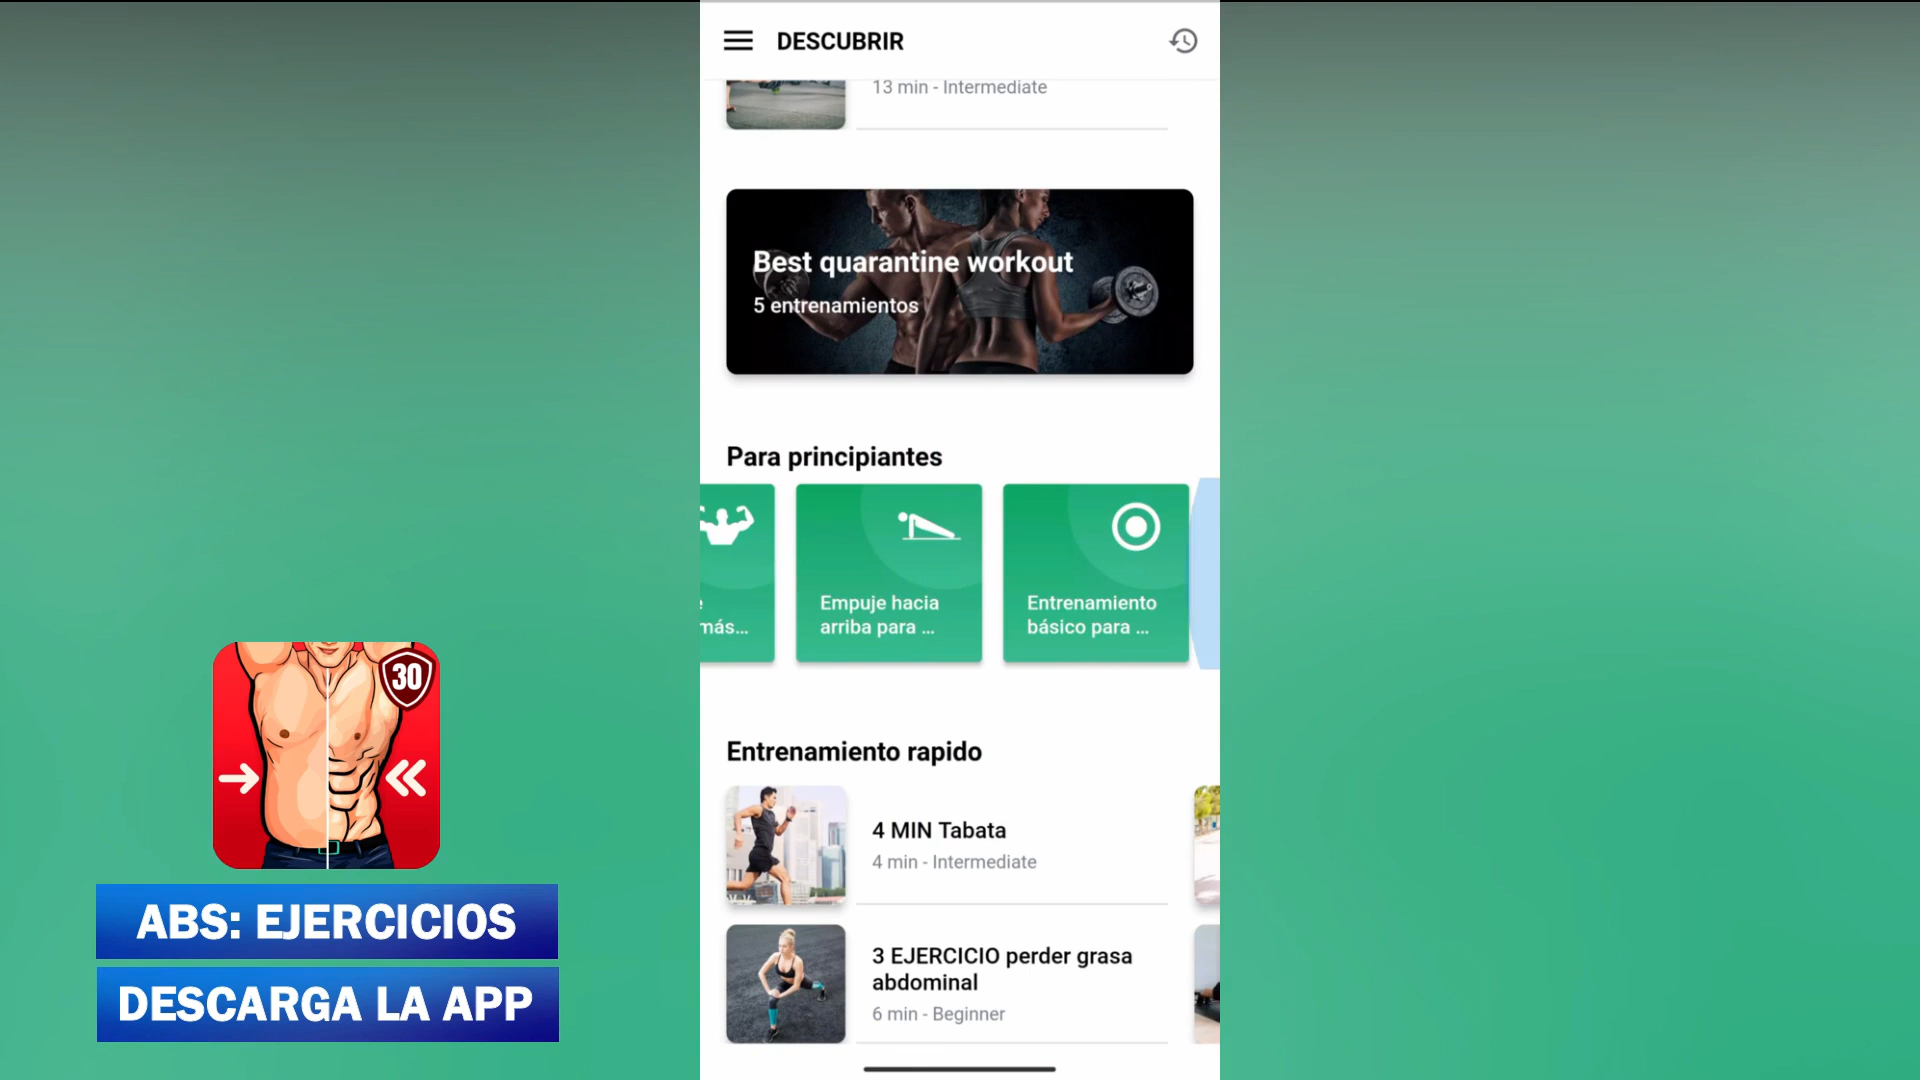 DESCUBRIR
13 min - Intermediate
Best quarantine workout
5 entrenamientos
Para principiantes
más...
Empuje hacia
arriba para ...
Entrenamiento
básico para ...
Entrenamiento rapido
4 MIN Tabata
4 min - Intermediate
3 EJERCICIO perder grasa
abdominal
6 min - Beginner
30
ABS: EJERCICIOS
DESCARGA LA APP